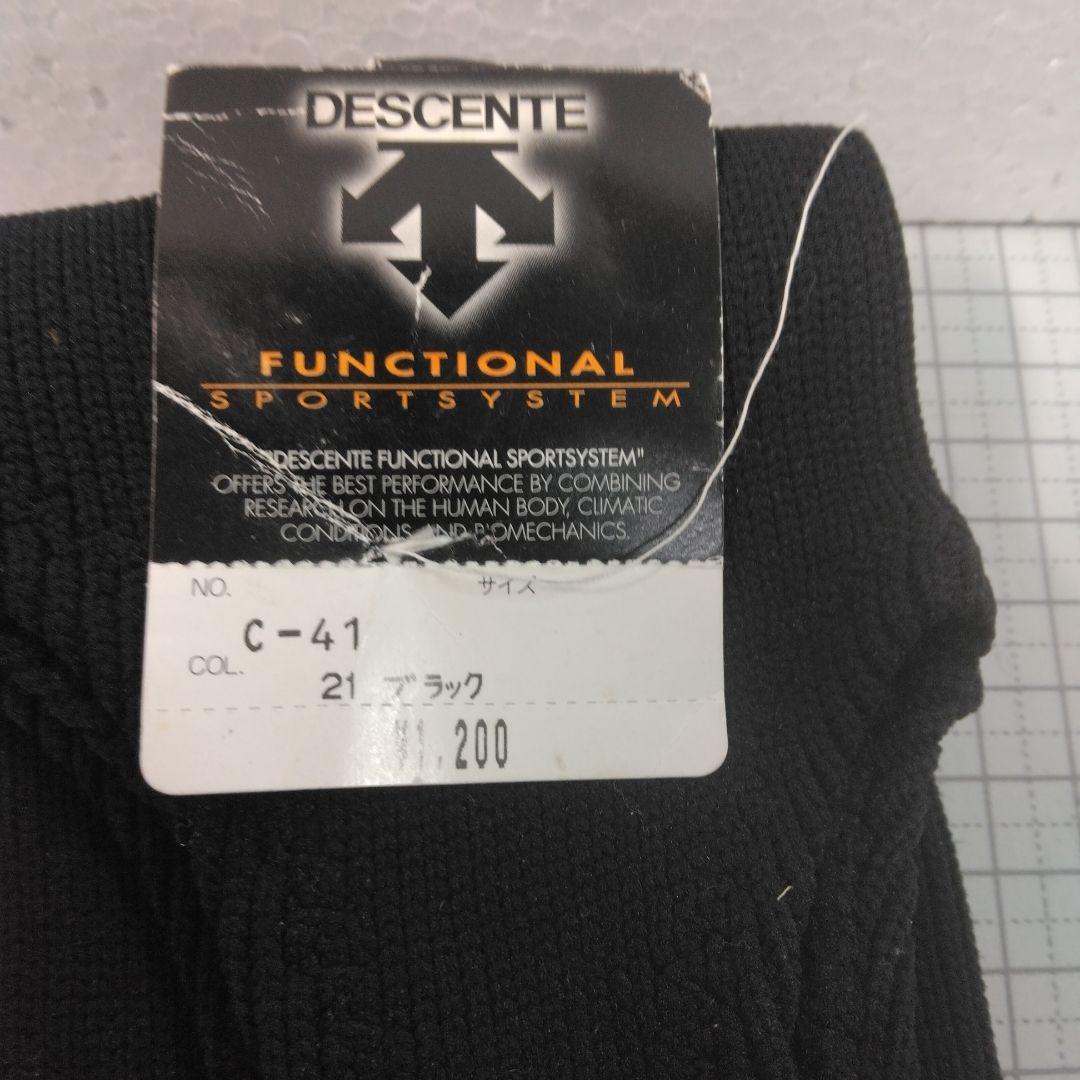 DESCENTE
FUNCTIONAL
SPORTSYSTEM
"DESCENTE FUNCTIONAL SPORTSYSTEM"
OFFERS THE BEST PERFORMANCE BY COMBINING
RESEARCH ON THE HUMAN BODY, CLIMATIC
CONDITIONS AND BIOMECHANICS.
NO. サイズ
C-41
COL.
21 ブラック
¥1,200